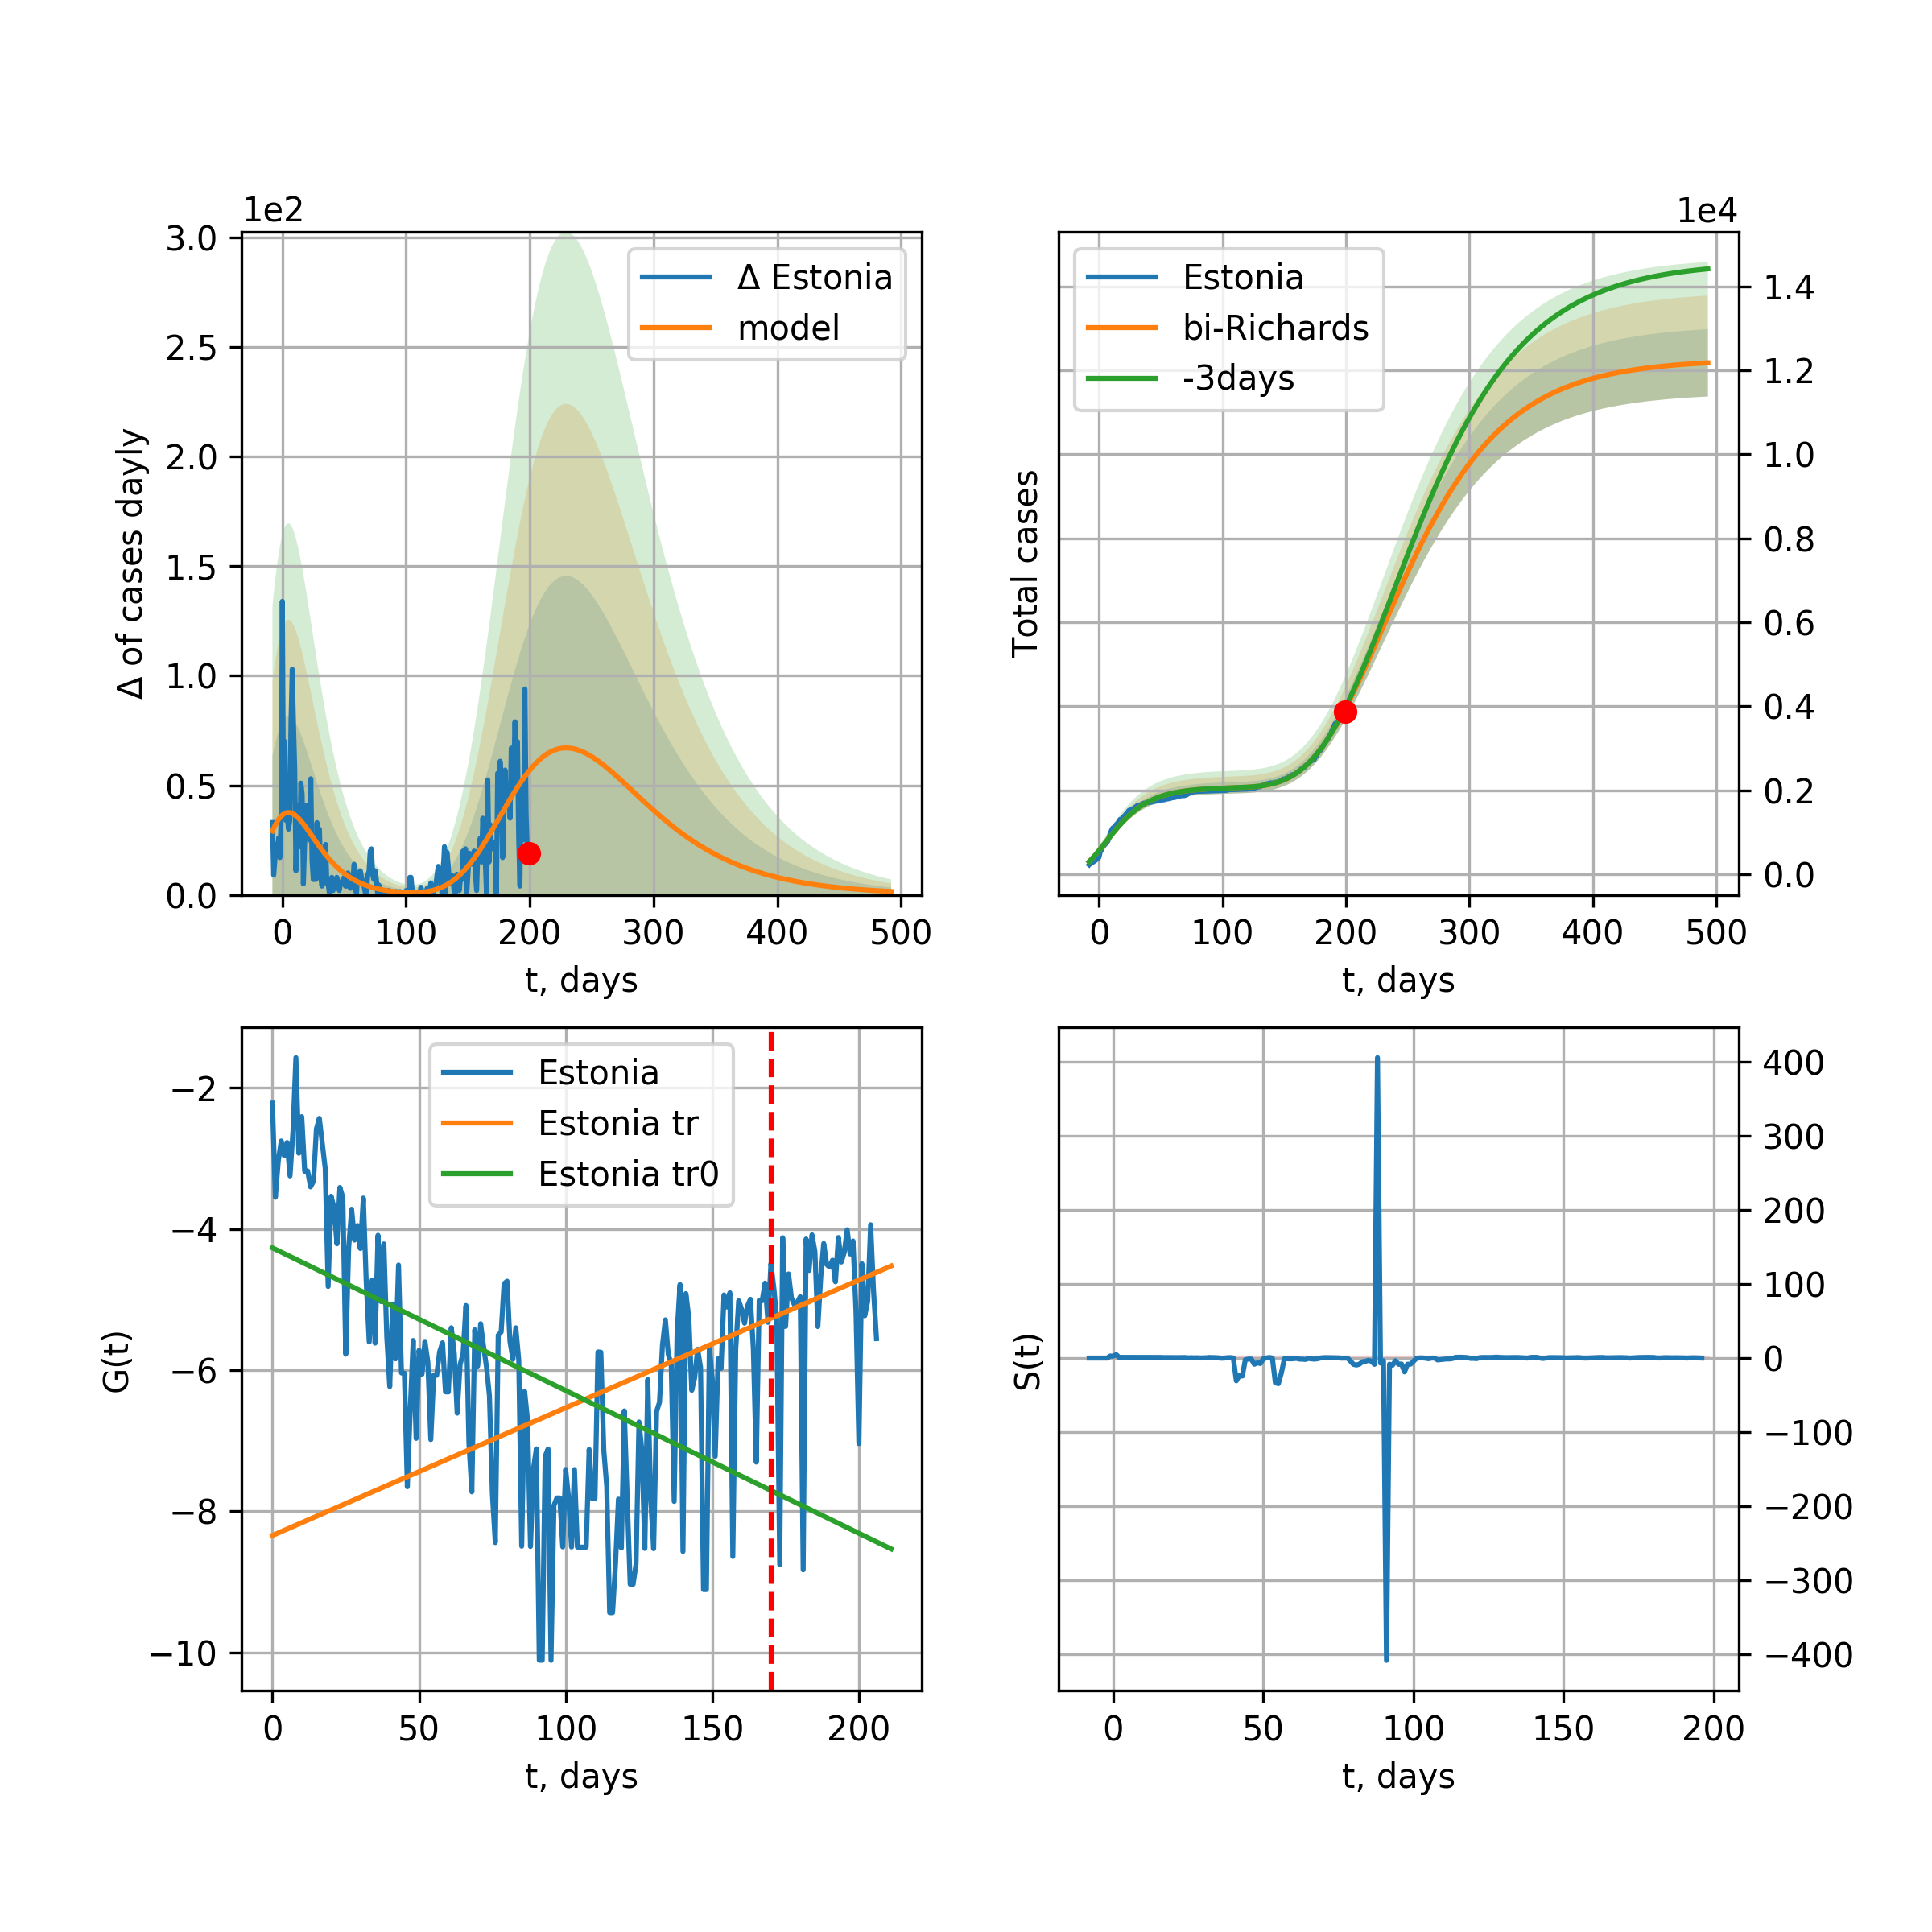 1e2
3.0
2.5
2.0
1.5
1.0
0.5
0.0
Δ of cases dayly
Δ Estonia
model
0 100 200 300 400 500
t, days
1e4
Estonia
bi-Richards
-3days
Total cases
1.4
1.2
1.0
0.8
0.6
0.4
0.2
0.0
0 100 200 300 400 500
t, days
−2
−4
−6
−8
−10
G(t)
Estonia
Estonia tr
Estonia tr0
0 50 100 150 200
t, days
S(t)
400
300
200
100
0
−100
−200
−300
−400
0 50 100 150 200
t, days